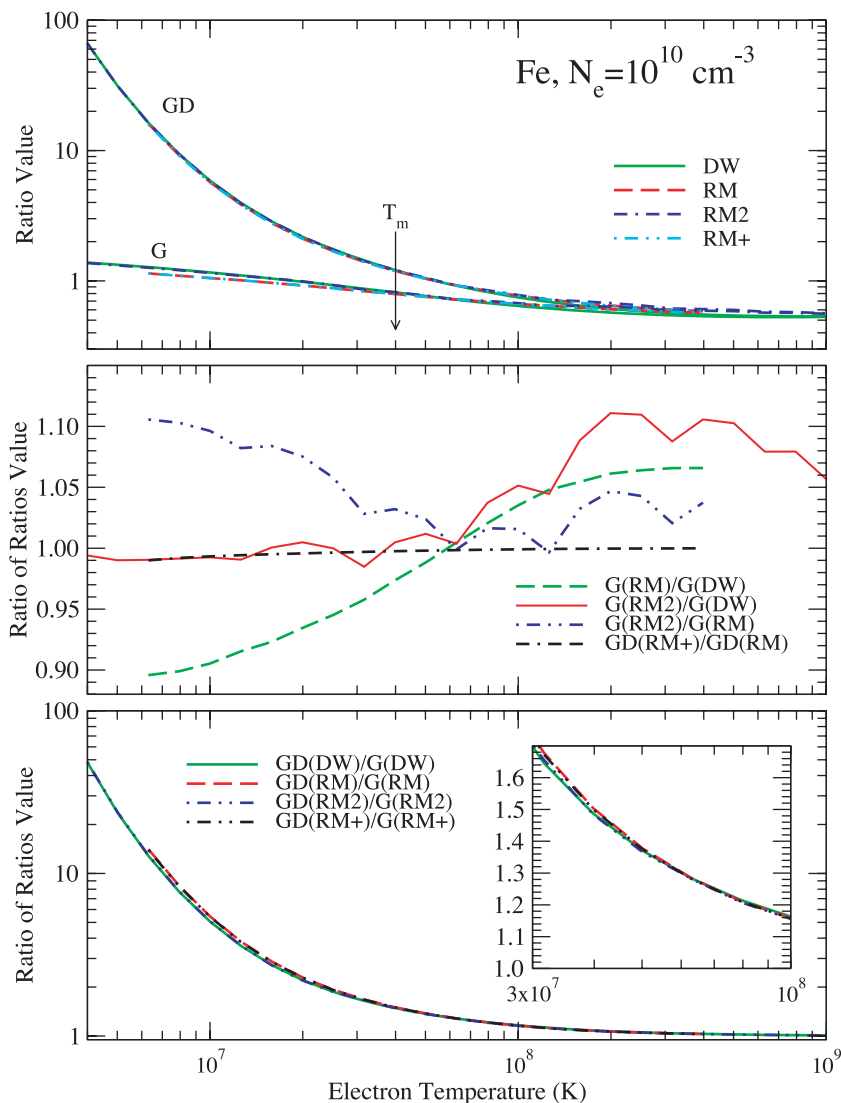 100
10
1
Ratio Value
GD
G
T_m
Fe, N_e=10^10 cm^-3
DW
RM
RM2
RM+
1.10
1.05
1.00
0.95
0.90
Ratio of Ratios Value
G(RM)/G(DW)
G(RM2)/G(DW)
G(RM2)/G(RM)
GD(RM+)/GD(RM)
100
10
1
Ratio of Ratios Value
GD(DW)/G(DW)
GD(RM)/G(RM)
GD(RM2)/G(RM2)
GD(RM+)/G(RM+)
1.6
1.5
1.4
1.3
1.2
1.1
1.0
3x10^7
10^8
10^7
10^8
10^9
Electron Temperature (K)